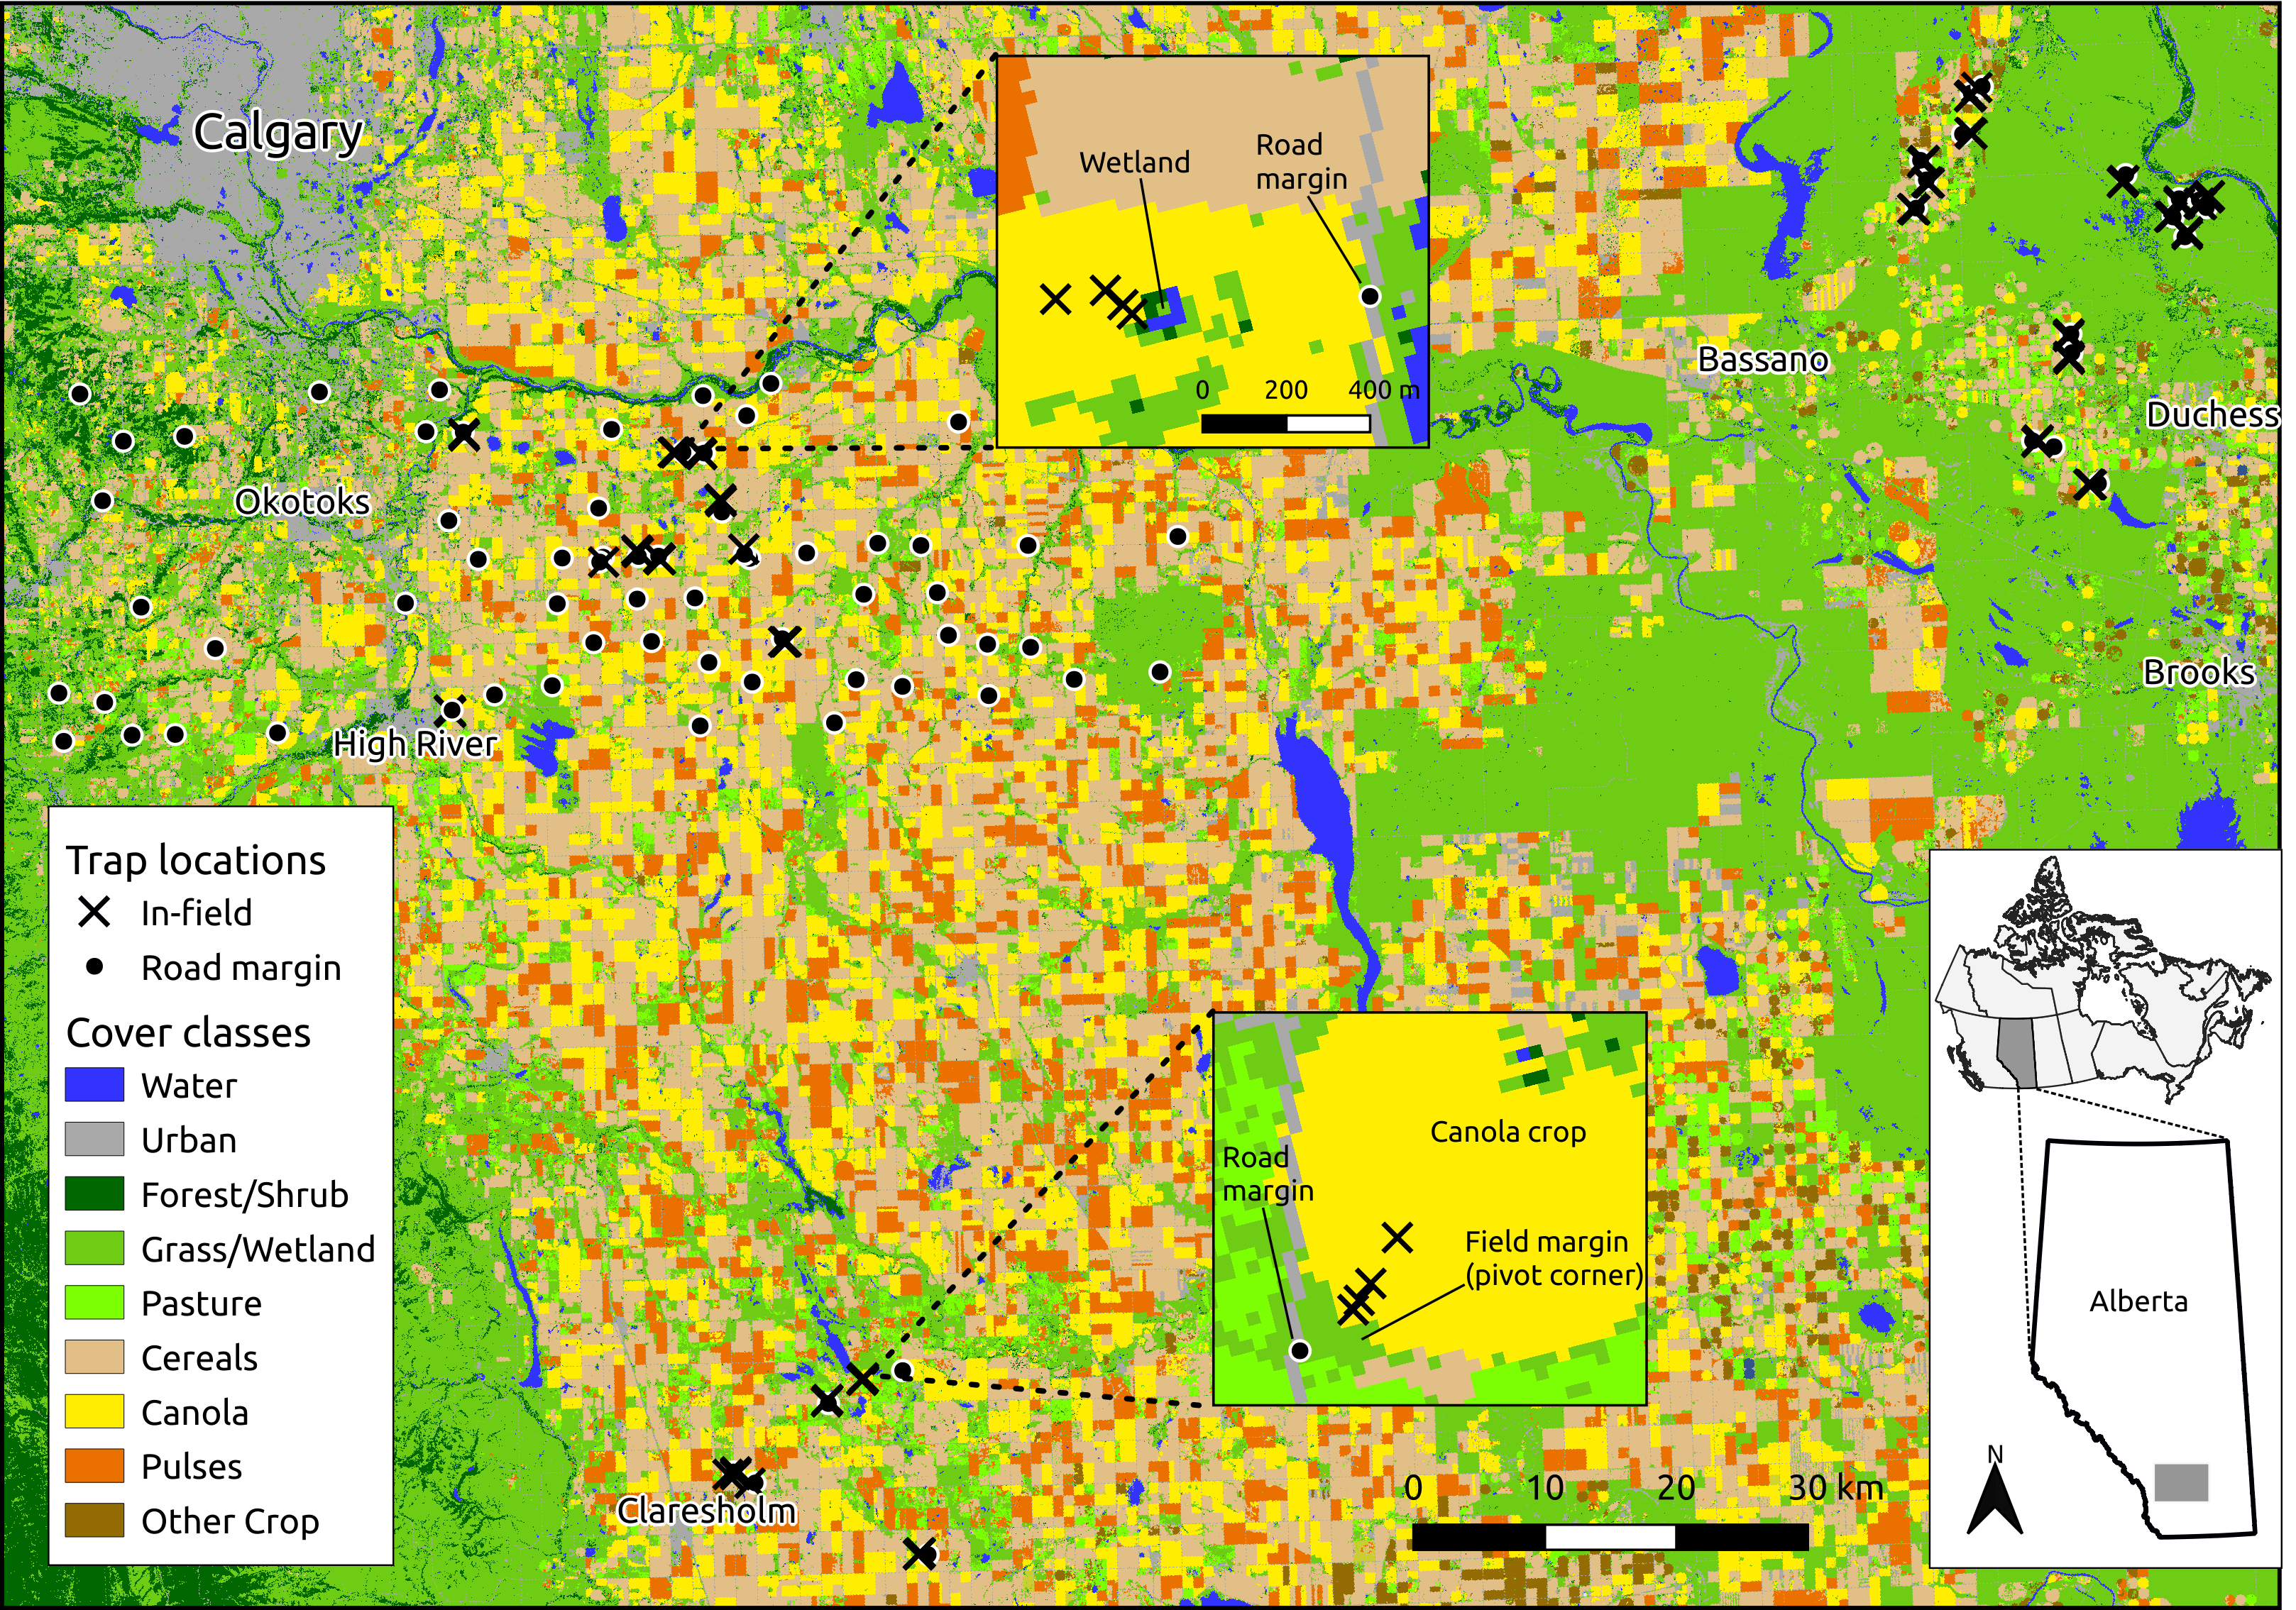 Calgary
Wetland
Road
margin
0 200 400 m
Bassano
Duchess
Okotoks
Brooks
High River
Trap locations
In-field
Road margin
Cover classes
Water
Urban
Forest/Shrub
Grass/Wetland
Pasture
Cereals
Canola
Pulses
Other Crop
Canola crop
Road
margin
Field margin
(pivot corner)
Alberta
N
0 10 20 30 km
Claresholm